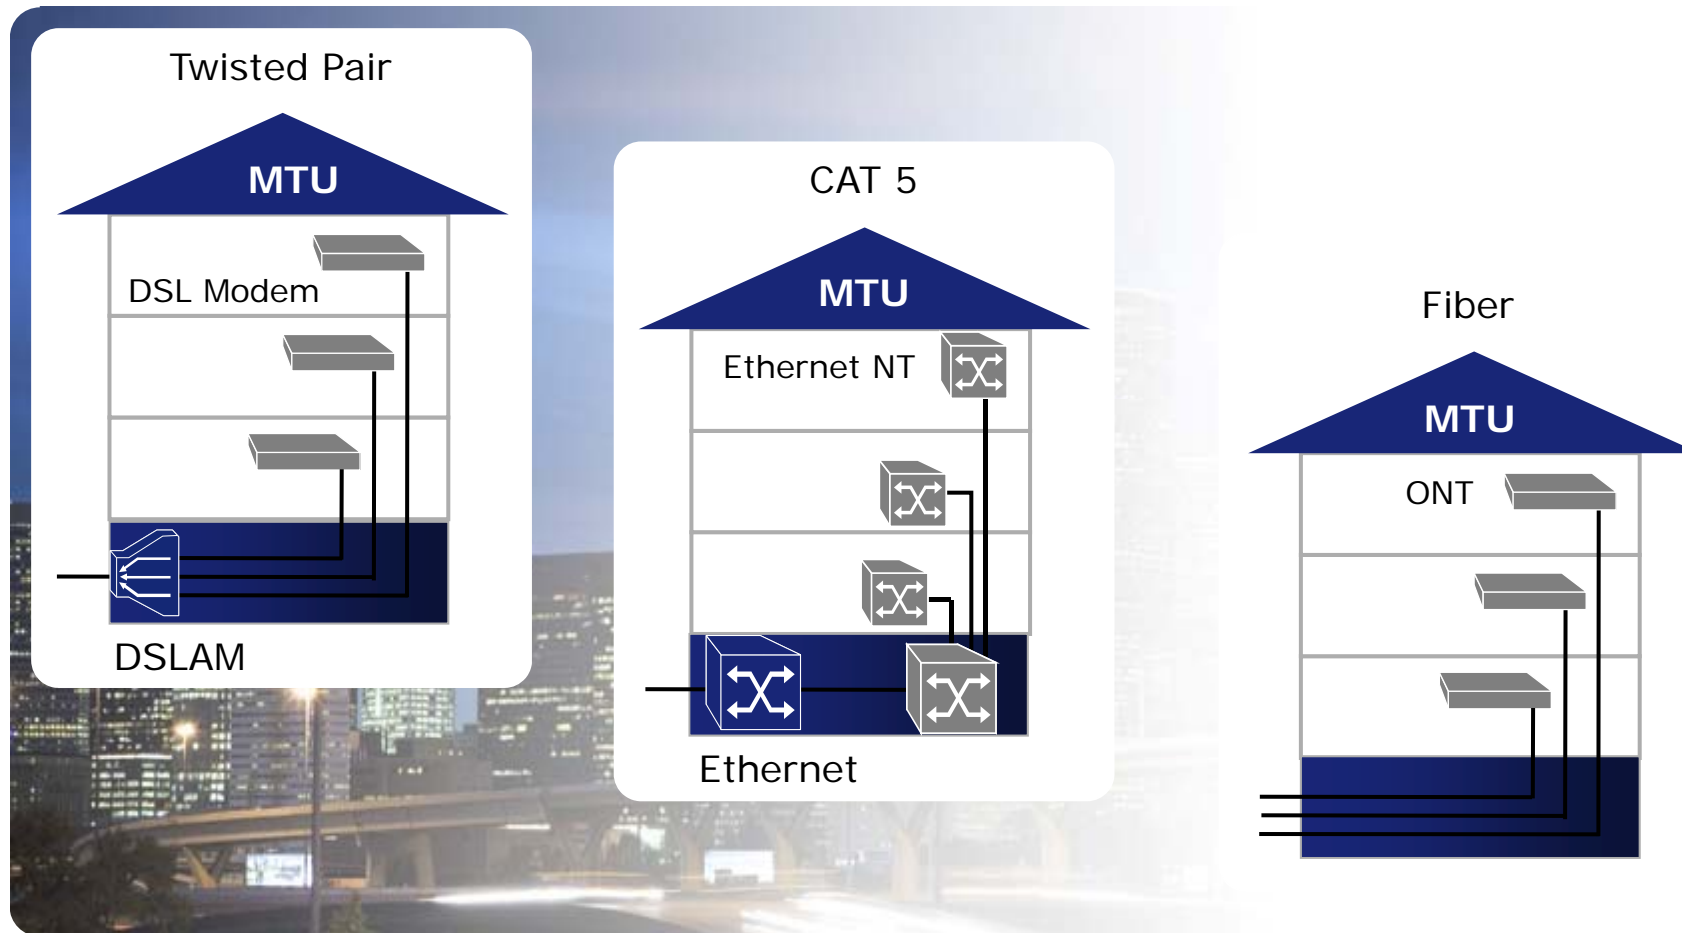 Twisted Pair
MTU
DSL Modem
DSLAM
CAT 5
MTU
Ethernet NT
Ethernet
Fiber
MTU
ONT